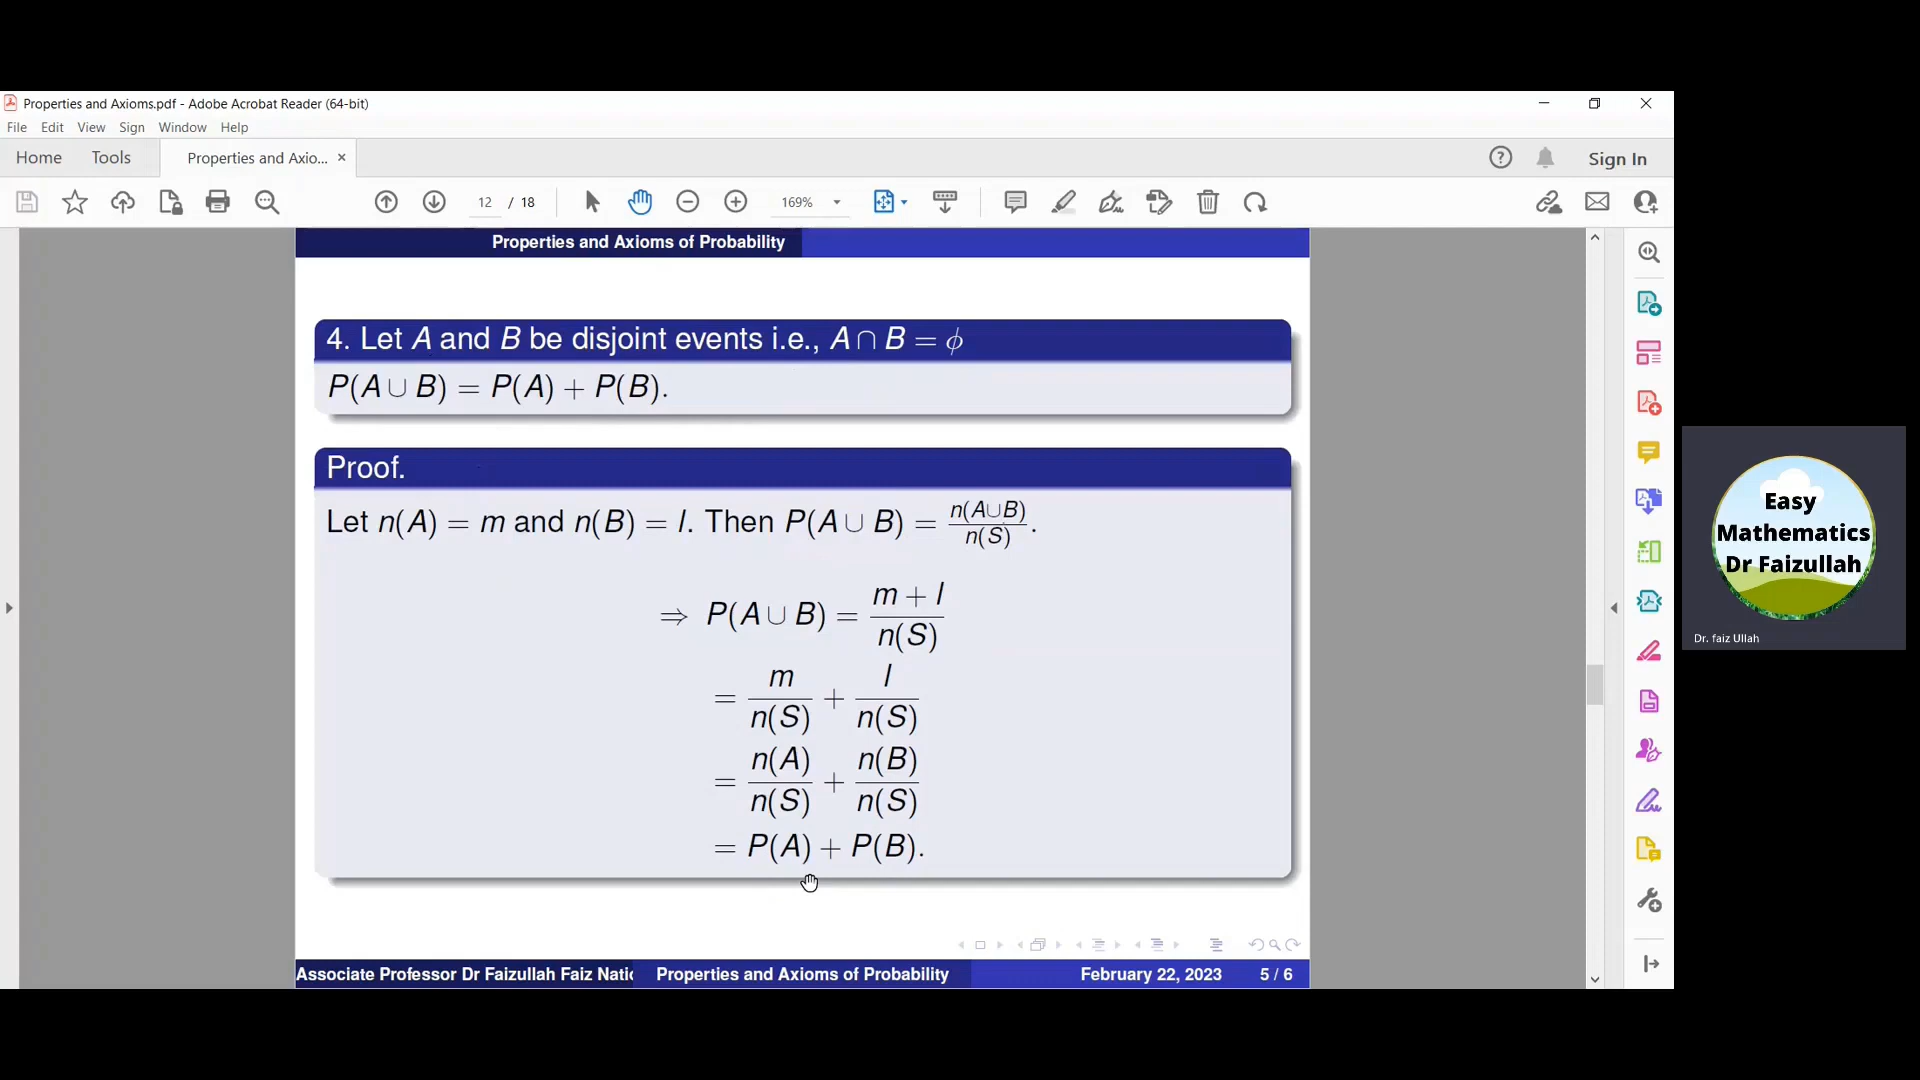 Properties and Axioms.pdf - Adobe Acrobat Reader (64-bit)
File Edit View Sign Window Help
Home Tools Properties and Axio... × Sign In
12 / 18 169%
Properties and Axioms of Probability
4. Let A and B be disjoint events i.e., A ∩ B = ϕ
P(A ∪ B) = P(A) + P(B).
Proof.
Let n(A) = m and n(B) = l. Then P(A ∪ B) = n(A∪B)/n(S).
⇒ P(A ∪ B) = (m + l)/n(S)
= m/n(S) + l/n(S)
= n(A)/n(S) + n(B)/n(S)
= P(A) + P(B).
Associate Professor Dr Faizullah Faiz Natio Properties and Axioms of Probability February 22, 2023 5 / 6
Easy
Mathematics
Dr Faizullah
Dr. faiz Ullah